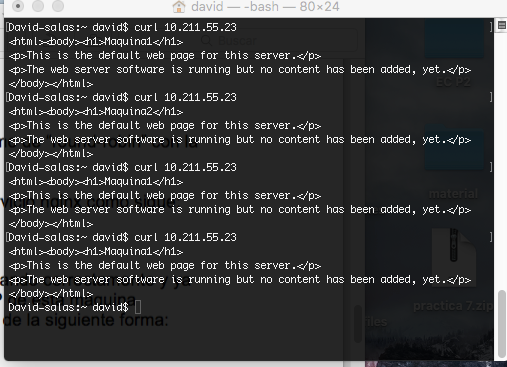 david — -bash — 80×24
[David-salas:~ david$ curl 10.211.55.23 ]
<html><body><h1>Maquina1</h1>
<p>This is the default web page for this server.</p>
<p>The web server software is running but no content has been added, yet.</p>
</body></html>
[David-salas:~ david$ curl 10.211.55.23 ]
<html><body><h1>Maquina2</h1>
<p>This is the default web page for this server.</p>
<p>The web server software is running but no content has been added, yet.</p>
</body></html>
[David-salas:~ david$ curl 10.211.55.23 ]
<html><body><h1>Maquina1</h1>
<p>This is the default web page for this server.</p>
<p>The web server software is running but no content has been added, yet.</p>
</body></html>
[David-salas:~ david$ curl 10.211.55.23 ]
<html><body><h1>Maquina1</h1>
<p>This is the default web page for this server.</p>
<p>The web server software is running but no content has been added, yet.</p>
</body></html>
David-salas:~ david$
de la siguiente forma:
material
practica 7.zip